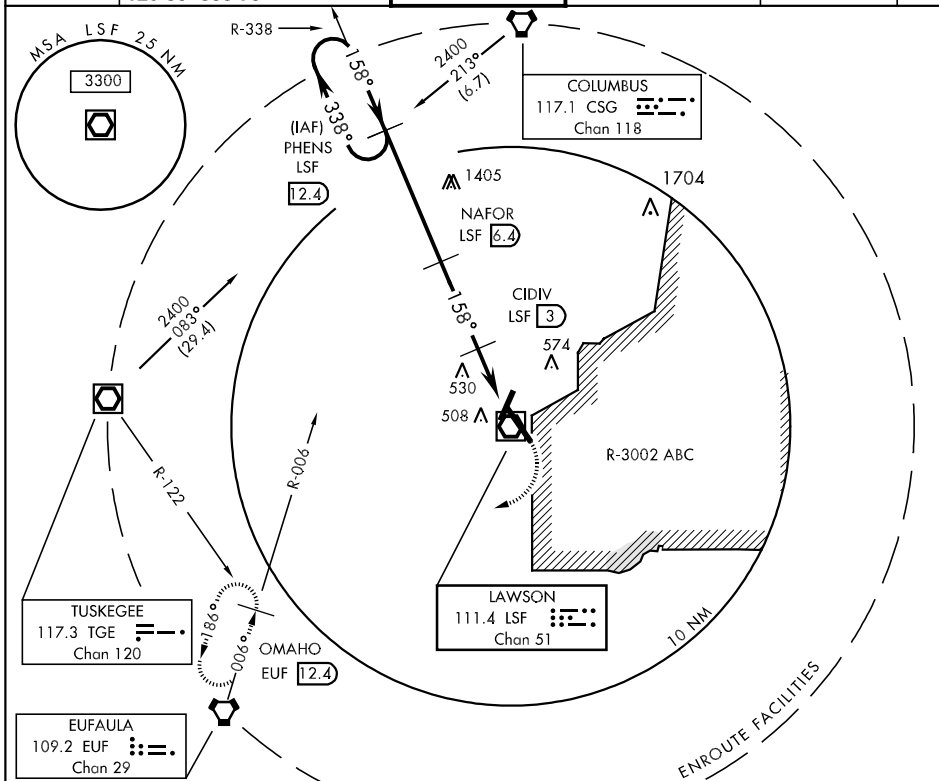 MSA LSF 25 NM
3300
R-338
158°
338°
2400
213°
(6.7)
COLUMBUS
117.1 CSG
Chan 118
(IAF)
PHENS
LSF
12.4
1405
1704
NAFOR
LSF 6.4
158°
CIDIV
LSF 3
574
530
508
2400
083°
(29.4)
R-3002 ABC
R-122
R-006
TUSKEGEE
117.3 TGE
Chan 120
LAWSON
111.4 LSF
Chan 51
10 NM
186°
006°
OMAHO
EUF 12.4
EUFAULA
109.2 EUF
Chan 29
ENROUTE FACILITIES